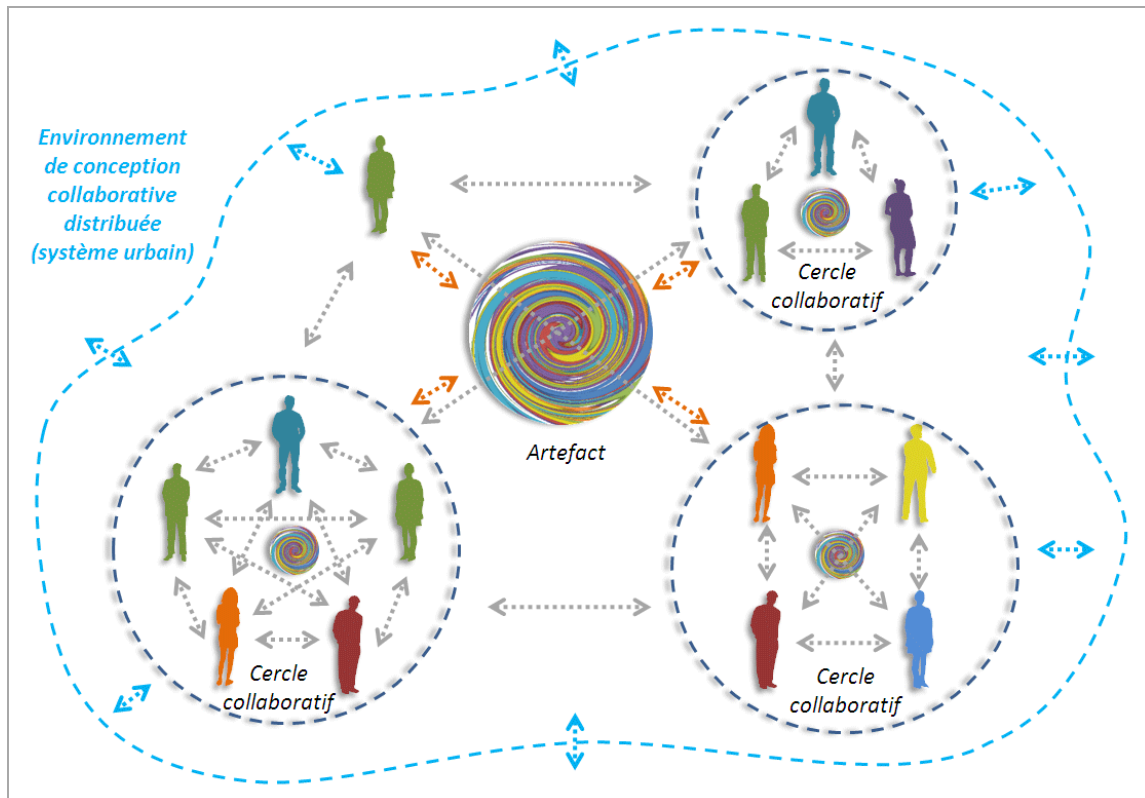 Environnement
de conception
collaborative
distribuée
(système urbain)
Cercle
collaboratif
Artefact
Cercle
collaboratif
Cercle
collaboratif